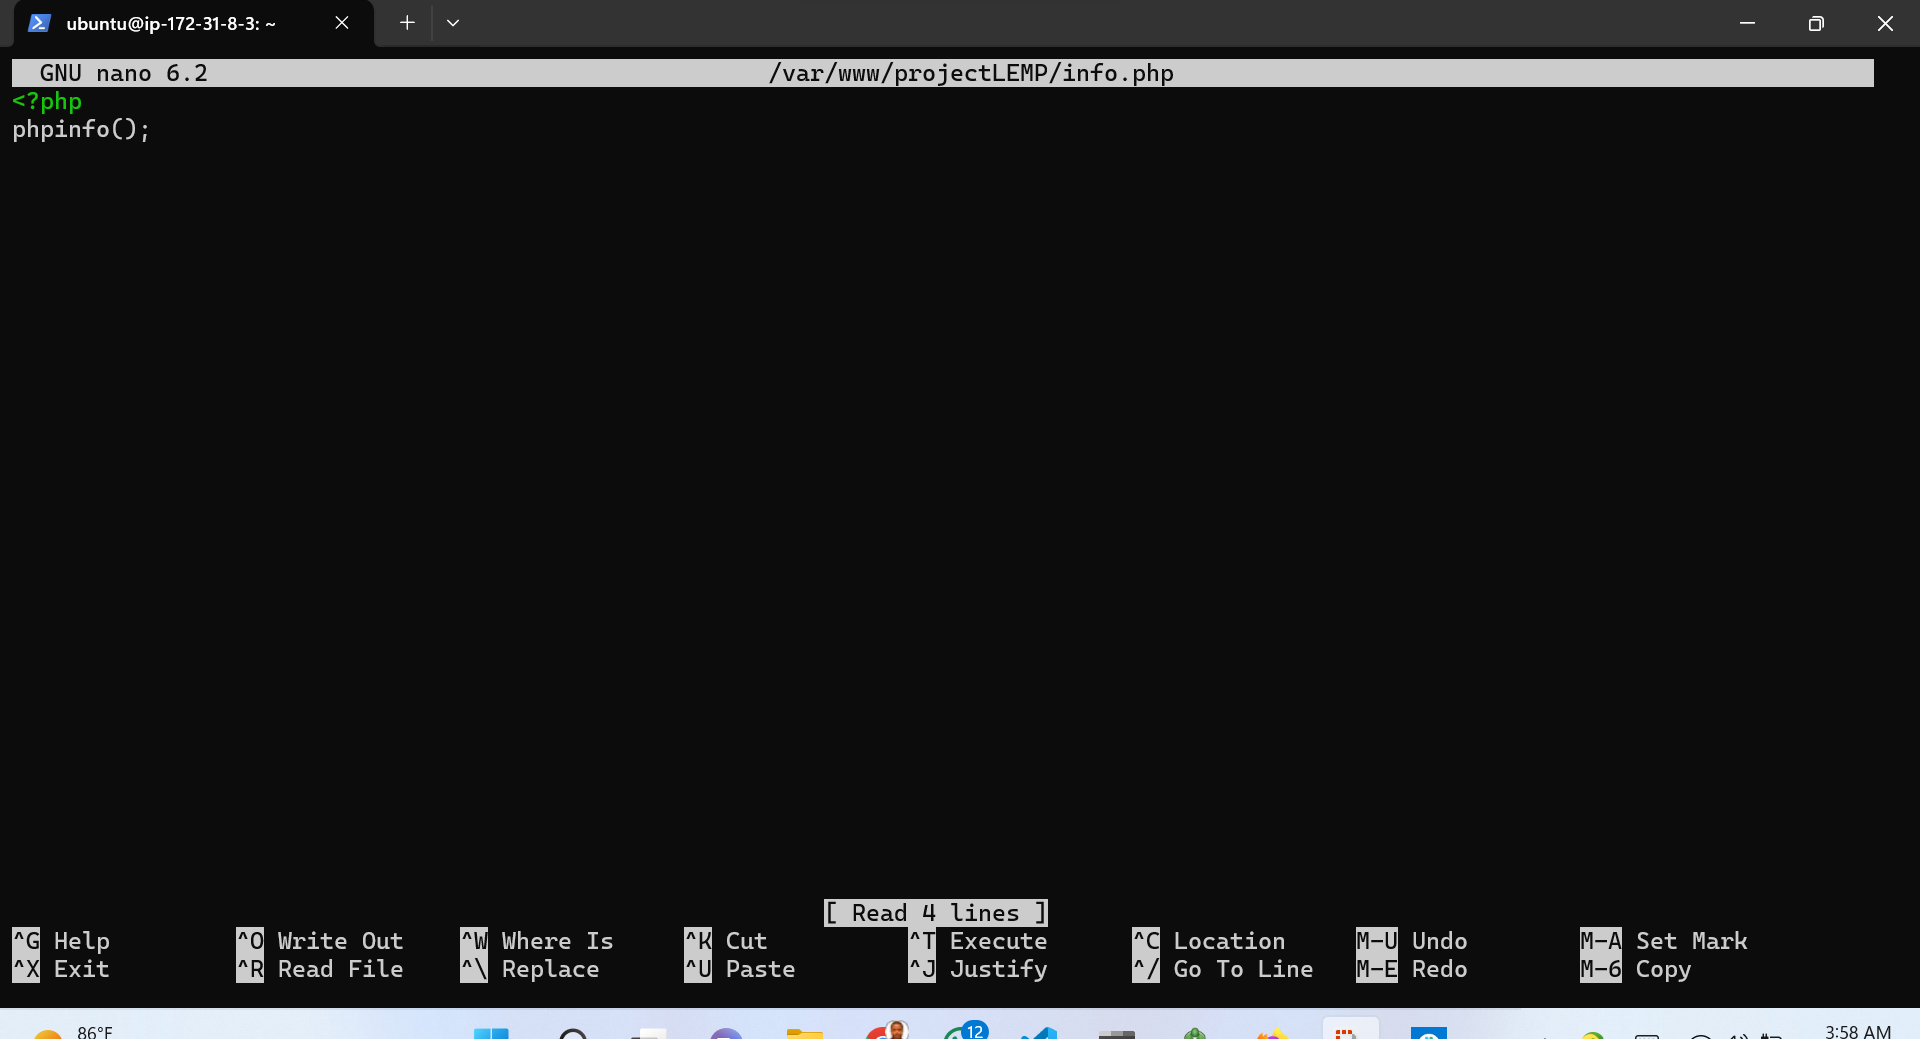 ubuntu@ip-172-31-8-3: ~
GNU nano 6.2 /var/www/projectLEMP/info.php
<?php
phpinfo();
[ Read 4 lines ]
^G Help ^O Write Out ^W Where Is ^K Cut ^T Execute ^C Location M-U Undo M-A Set Mark
^X Exit ^R Read File ^\ Replace ^U Paste ^J Justify ^/ Go To Line M-E Redo M-6 Copy
86°F 12 3:58 AM